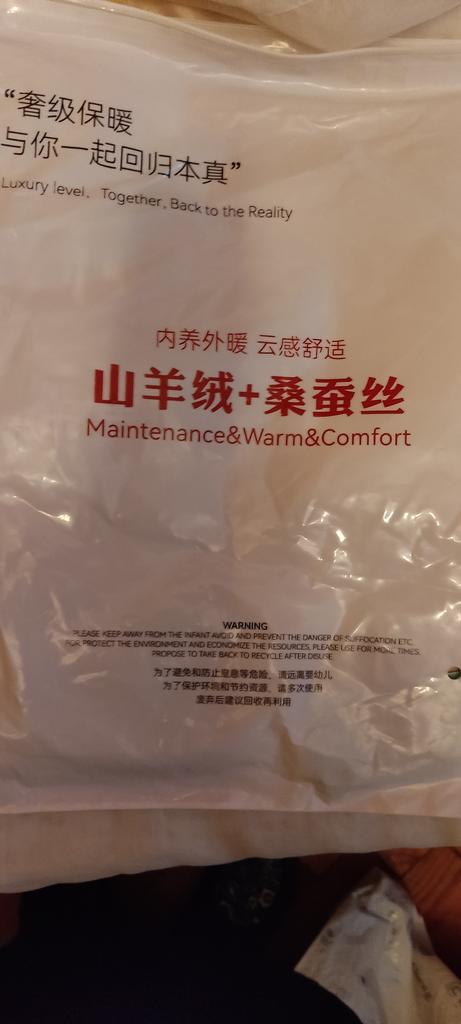 “奢级保暖
与你一起回归本真”
Luxury level, Together, Back to the Reality
内养外暖 云感舒适
山羊绒+桑蚕丝
Maintenance&Warm&Comfort
WARNING
PLEASE KEEP AWAY FROM THE INFANT AVOID AND PREVENT THE DANGER OF SUFFOCATION ETC.
FOR PROTECT THE ENVIRONMENT AND ECONOMIZE THE RESOURCES, PLEASE USE FOR MORE TIMES,
PROPOSE TO TAKE BACK TO RECYCLE AFTER DISUSE.
为了避免和防止窒息等危险，请远离婴幼儿
为了保护环境和节约资源，请多次使用
废弃后建议回收再利用